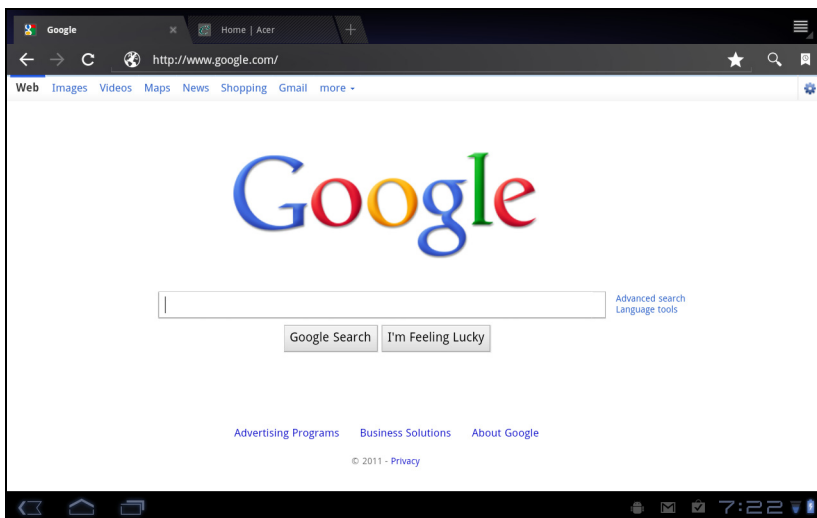 Google Home | Acer
http://www.google.com/
Web Images Videos Maps News Shopping Gmail more
Google
Advanced search
Language tools
Google Search I'm Feeling Lucky
Advertising Programs Business Solutions About Google
© 2011 - Privacy
7:22